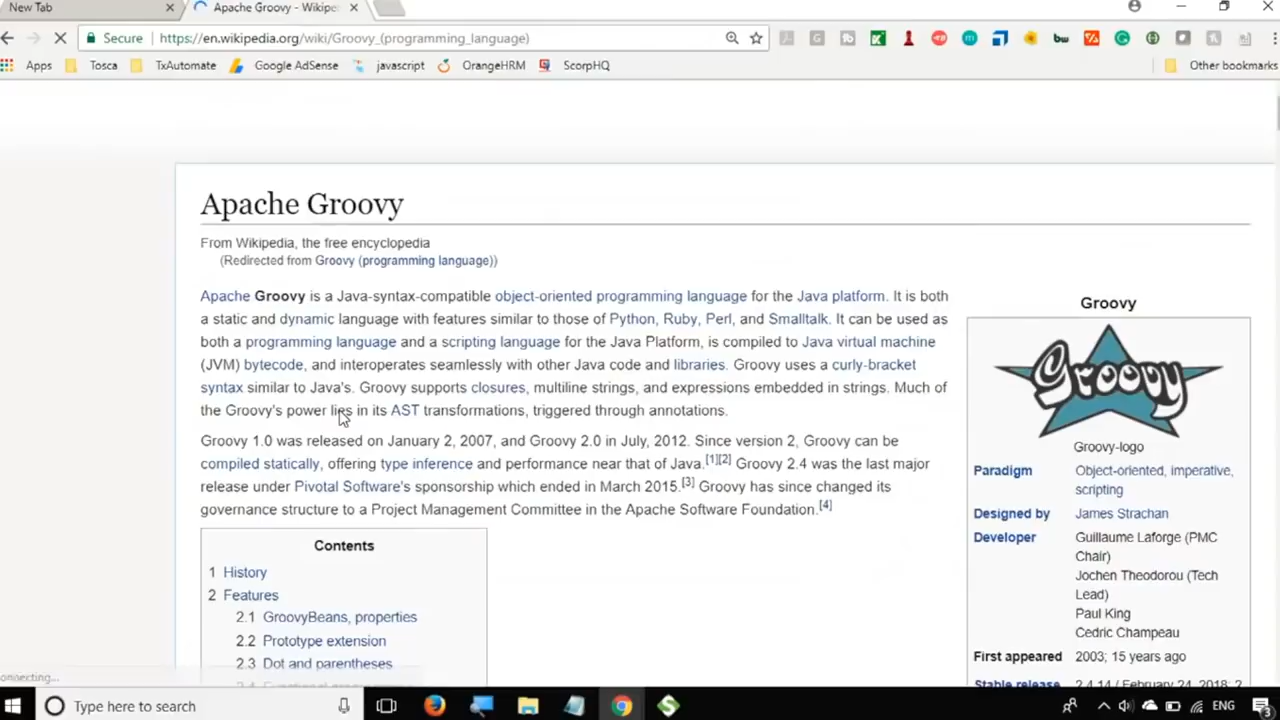 New Tab
Apache Groovy - Wikipe
Secure
https://en.wikipedia.org/wiki/Groovy_(programming_language)
Apps
Tosca
TxAutomate
Google AdSense
javascript
OrangeHRM
ScorpHQ
Other bookmarks
Apache Groovy
From Wikipedia, the free encyclopedia
(Redirected from Groovy (programming language))
Apache Groovy is a Java-syntax-compatible object-oriented programming language for the Java platform. It is both
a static and dynamic language with features similar to those of Python, Ruby, Perl, and Smalltalk. It can be used as
both a programming language and a scripting language for the Java Platform, is compiled to Java virtual machine
(JVM) bytecode, and interoperates seamlessly with other Java code and libraries. Groovy uses a curly-bracket
syntax similar to Java's. Groovy supports closures, multiline strings, and expressions embedded in strings. Much of
the Groovy's power lies in its AST transformations, triggered through annotations.
Groovy 1.0 was released on January 2, 2007, and Groovy 2.0 in July, 2012. Since version 2, Groovy can be
compiled statically, offering type inference and performance near that of Java.[1][2] Groovy 2.4 was the last major
release under Pivotal Software's sponsorship which ended in March 2015.[3] Groovy has since changed its
governance structure to a Project Management Committee in the Apache Software Foundation.[4]
Contents
1 History
2 Features
2.1 GroovyBeans, properties
2.2 Prototype extension
2.3 Dot and parentheses
Groovy
Groovy
Groovy-logo
Paradigm Object-oriented, imperative,
scripting
Designed by James Strachan
Developer Guillaume Laforge (PMC
Chair)
Jochen Theodorou (Tech
Lead)
Paul King
Cedric Champeau
First appeared 2003; 15 years ago
Stable release 2.4.14 / February 24, 2018; 2
Type here to search
ENG
3